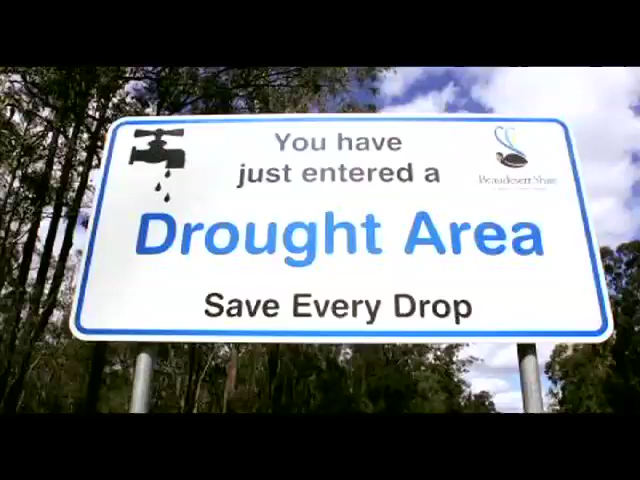 You have
just entered a
Beaudesert Shire
Drought Area
Save Every Drop